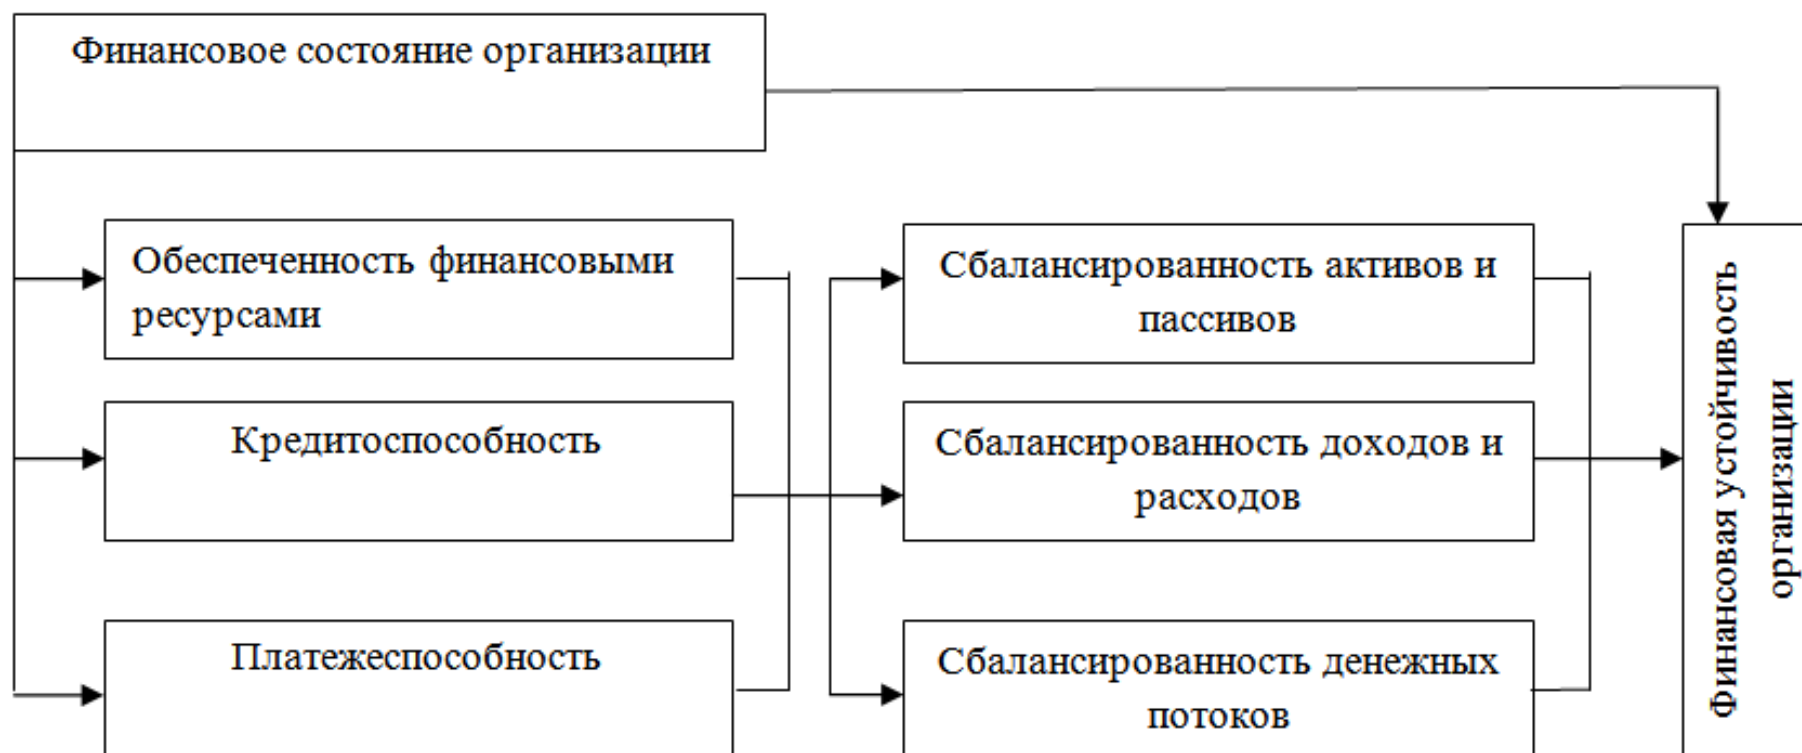 Финансовое состояние организации
Обеспеченность финансовыми
ресурсами
Сбалансированность активов и
пассивов
Кредитоспособность
Сбалансированность доходов и
расходов
Платежеспособность
Сбалансированность денежных
потоков
Финансовая устойчивость
организации